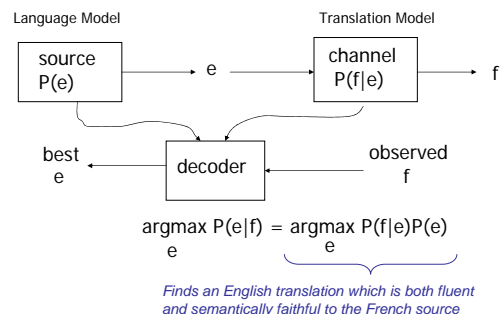 Language Model
Translation Model
source
P(e)
e
channel
P(f|e)
f
best
e
decoder
observed
f
argmax P(e|f) = argmax P(f|e)P(e)
e e
Finds an English translation which is both fluent
and semantically faithful to the French source